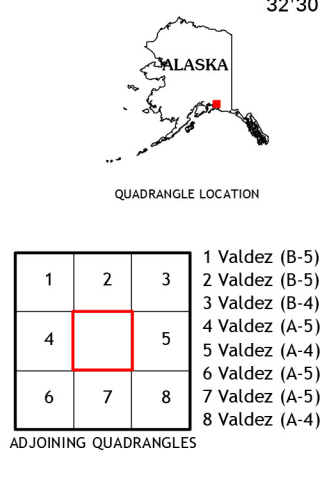 32'30
ALASKA
QUADRANGLE LOCATION
1 2 3
4 5
6 7 8
ADJOINING QUADRANGLES
1 Valdez (B-5)
2 Valdez (B-5)
3 Valdez (B-4)
4 Valdez (A-5)
5 Valdez (A-4)
6 Valdez (A-5)
7 Valdez (A-5)
8 Valdez (A-4)